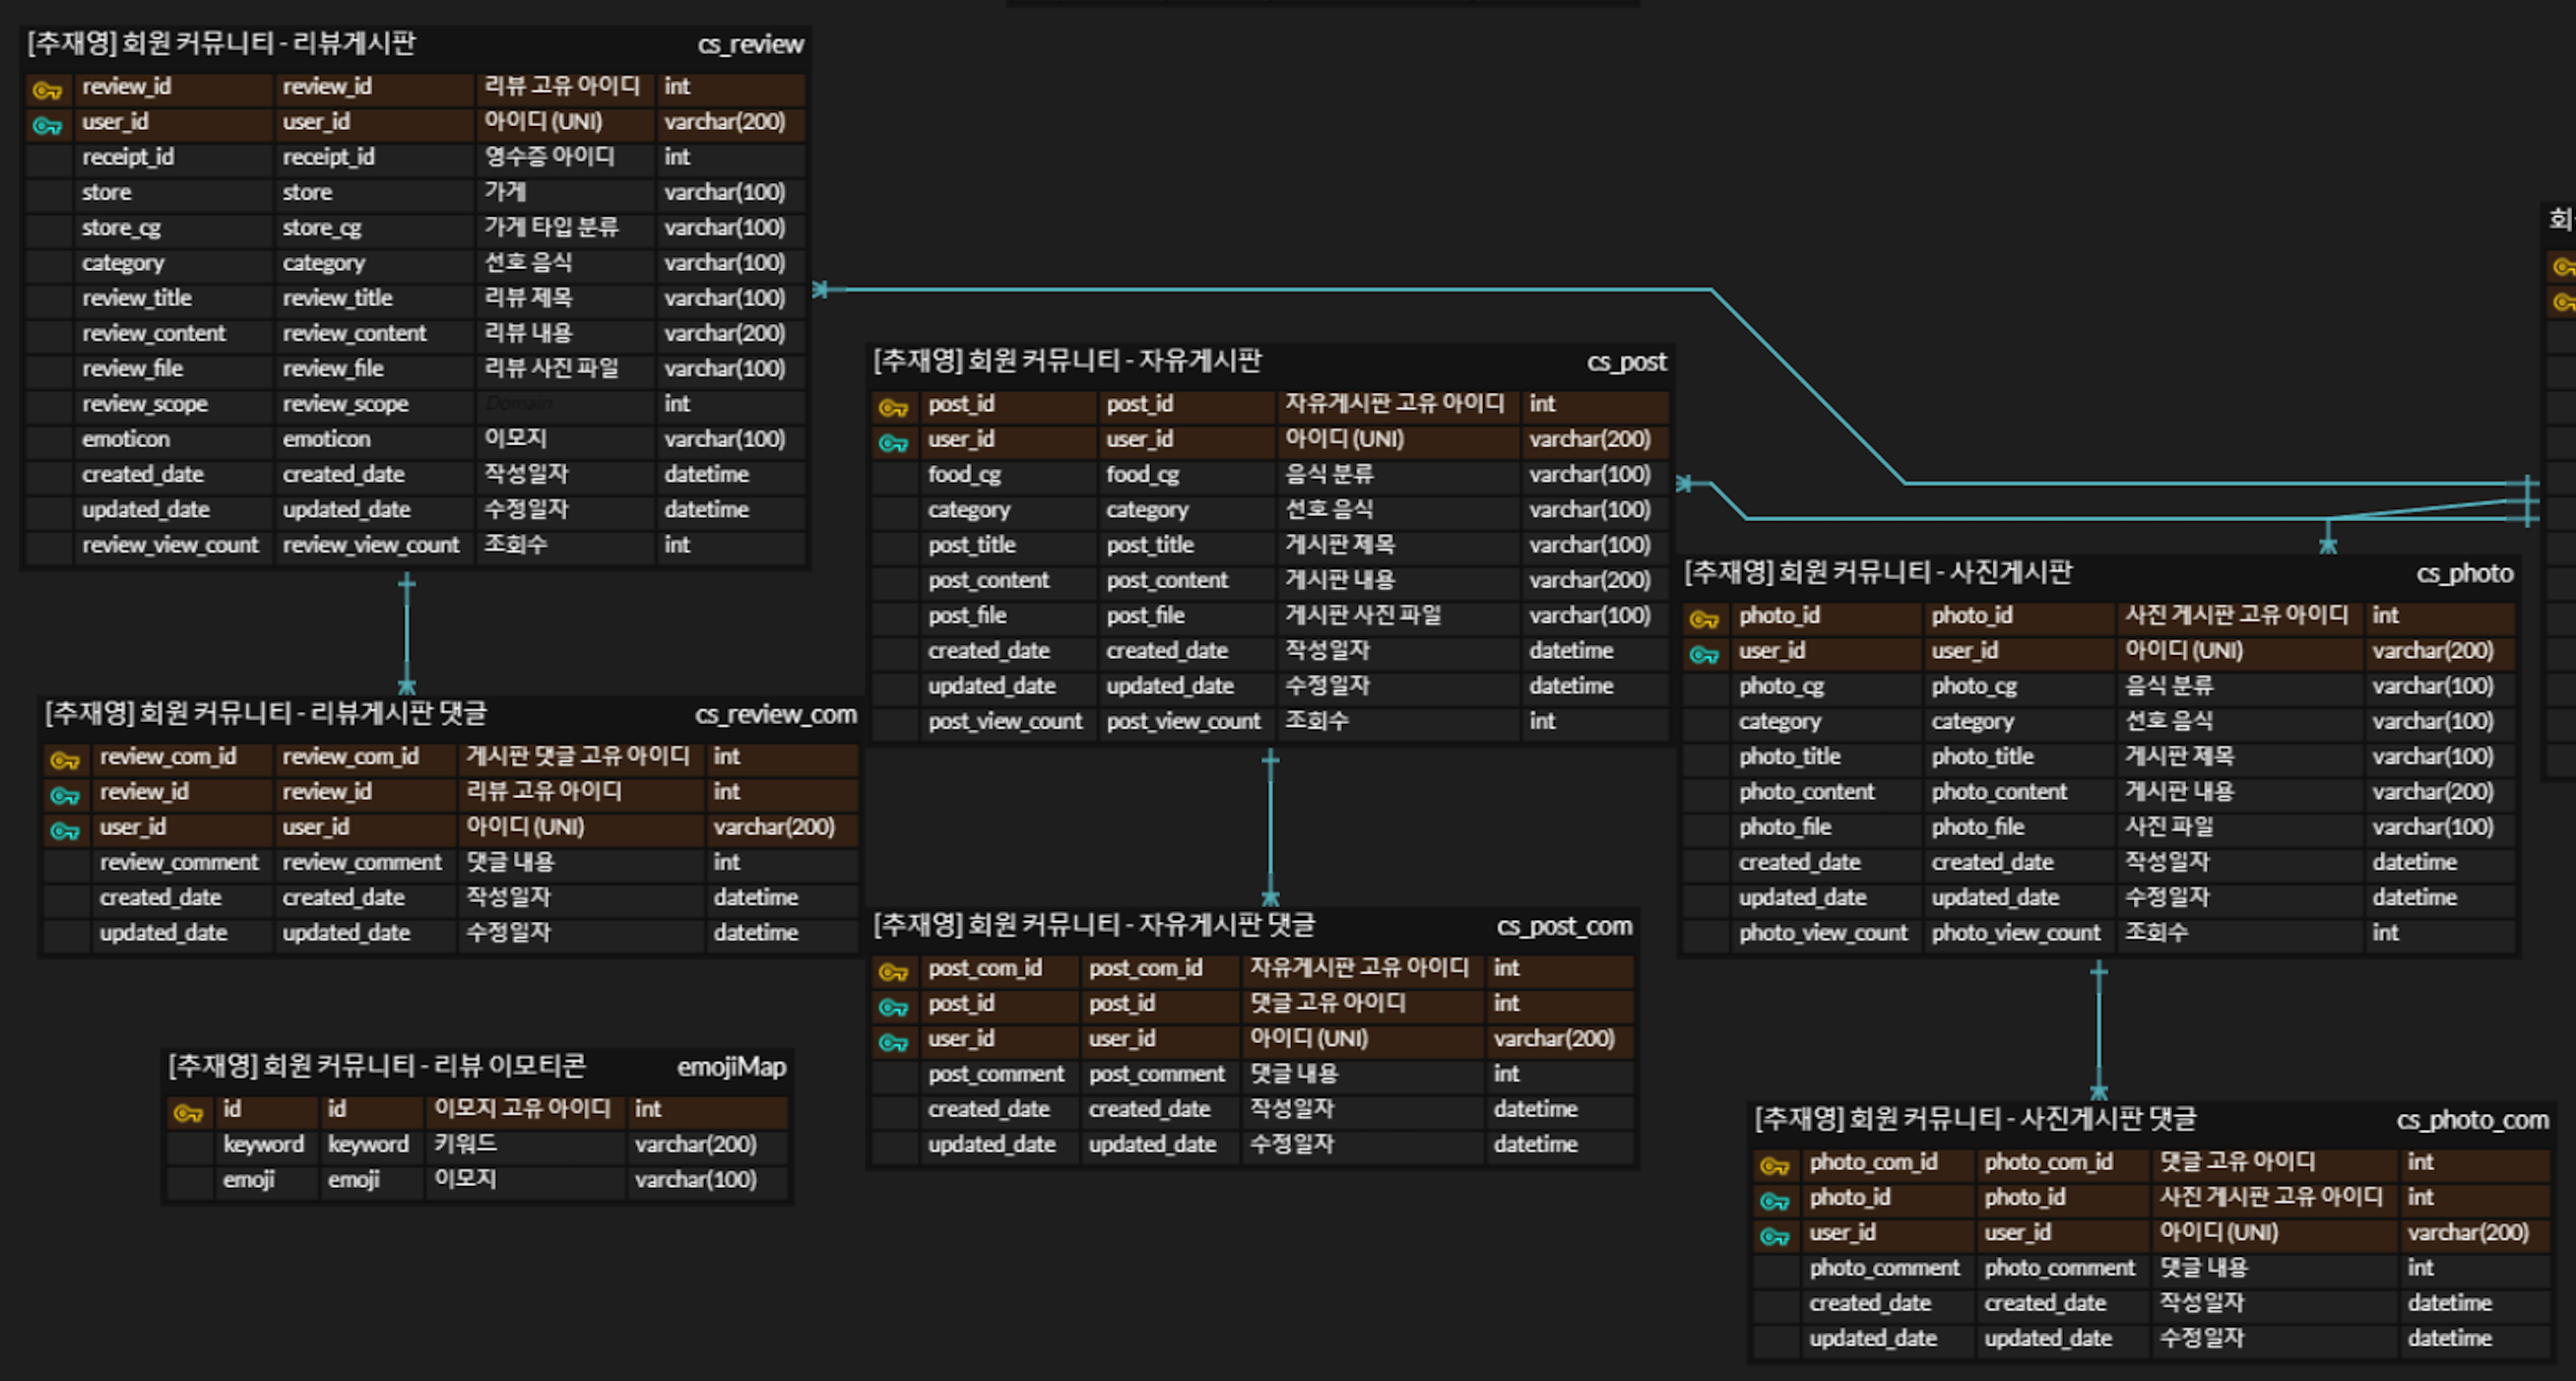 [추재영] 회원 커뮤니티 - 리뷰게시판 cs_review
review_id review_id 리뷰 고유 아이디 int
user_id user_id 아이디 (UNI) varchar(200)
receipt_id receipt_id 영수증 아이디 int
store store 가게 varchar(100)
store_cg store_cg 가게 타입 분류 varchar(100)
category category 선호 음식 varchar(100)
review_title review_title 리뷰 제목 varchar(100)
review_content review_content 리뷰 내용 varchar(200)
review_file review_file 리뷰 사진 파일 varchar(100)
review_scope review_scope Domain int
emoticon emoticon 이모지 varchar(100)
created_date created_date 작성일자 datetime
updated_date updated_date 수정일자 datetime
review_view_count review_view_count 조회수 int
[추재영] 회원 커뮤니티 - 자유게시판 cs_post
post_id post_id 자유게시판 고유 아이디 int
user_id user_id 아이디 (UNI) varchar(200)
food_cg food_cg 음식 분류 varchar(100)
category category 선호 음식 varchar(100)
post_title post_title 게시판 제목 varchar(100)
post_content post_content 게시판 내용 varchar(200)
post_file post_file 게시판 사진 파일 varchar(100)
created_date created_date 작성일자 datetime
updated_date updated_date 수정일자 datetime
post_view_count post_view_count 조회수 int
[추재영] 회원 커뮤니티 - 사진게시판 cs_photo
photo_id photo_id 사진 게시판 고유 아이디 int
user_id user_id 아이디 (UNI) varchar(200)
photo_cg photo_cg 음식 분류 varchar(100)
category category 선호 음식 varchar(100)
photo_title photo_title 게시판 제목 varchar(100)
photo_content photo_content 게시판 내용 varchar(200)
photo_file photo_file 사진 파일 varchar(100)
created_date created_date 작성일자 datetime
updated_date updated_date 수정일자 datetime
photo_view_count photo_view_count 조회수 int
[추재영] 회원 커뮤니티 - 리뷰게시판 댓글 cs_review_com
review_com_id review_com_id 게시판 댓글 고유 아이디 int
review_id review_id 리뷰 고유 아이디 int
user_id user_id 아이디 (UNI) varchar(200)
review_comment review_comment 댓글 내용 int
created_date created_date 작성일자 datetime
updated_date updated_date 수정일자 datetime
[추재영] 회원 커뮤니티 - 자유게시판 댓글 cs_post_com
post_com_id post_com_id 자유게시판 고유 아이디 int
post_id post_id 댓글 고유 아이디 int
user_id user_id 아이디 (UNI) varchar(200)
post_comment post_comment 댓글 내용 int
created_date created_date 작성일자 datetime
updated_date updated_date 수정일자 datetime
[추재영] 회원 커뮤니티 - 리뷰 이모티콘 emojiMap
id id 이모지 고유 아이디 int
keyword keyword 키워드 varchar(200)
emoji emoji 이모지 varchar(100)
[추재영] 회원 커뮤니티 - 사진게시판 댓글 cs_photo_com
photo_com_id photo_com_id 댓글 고유 아이디 int
photo_id photo_id 사진 게시판 고유 아이디 int
user_id user_id 아이디 (UNI) varchar(200)
photo_comment photo_comment 댓글 내용 int
created_date created_date 작성일자 datetime
updated_date updated_date 수정일자 datetime